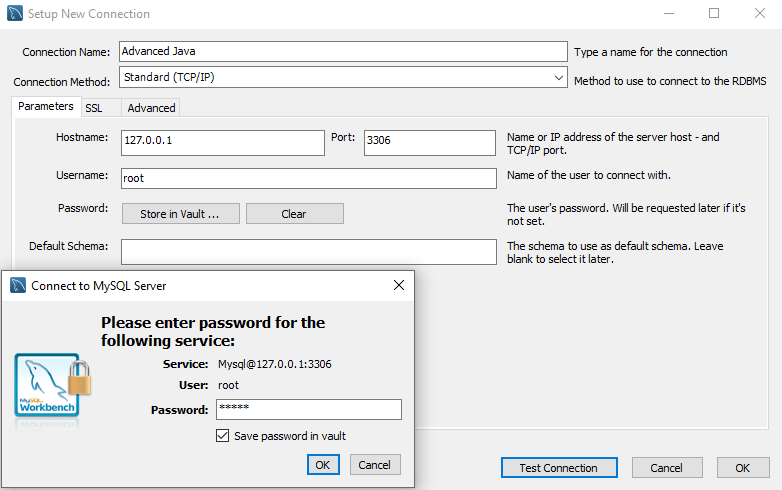 Setup New Connection
Connection Name: Advanced Java Type a name for the connection
Connection Method: Standard (TCP/IP) Method to use to connect to the RDBMS
Parameters SSL Advanced
Hostname: 127.0.0.1 Port: 3306 Name or IP address of the server host - and
TCP/IP port.
Username: root Name of the user to connect with.
Password: Store in Vault ... Clear The user's password. Will be requested later if it's
not set.
Default Schema: The schema to use as default schema. Leave
blank to select it later.
Connect to MySQL Server
Please enter password for the
following service:
Service: Mysql@127.0.0.1:3306
User: root
Password: *****
MySQL
Workbench
Save password in vault
OK Cancel
Test Connection Cancel OK